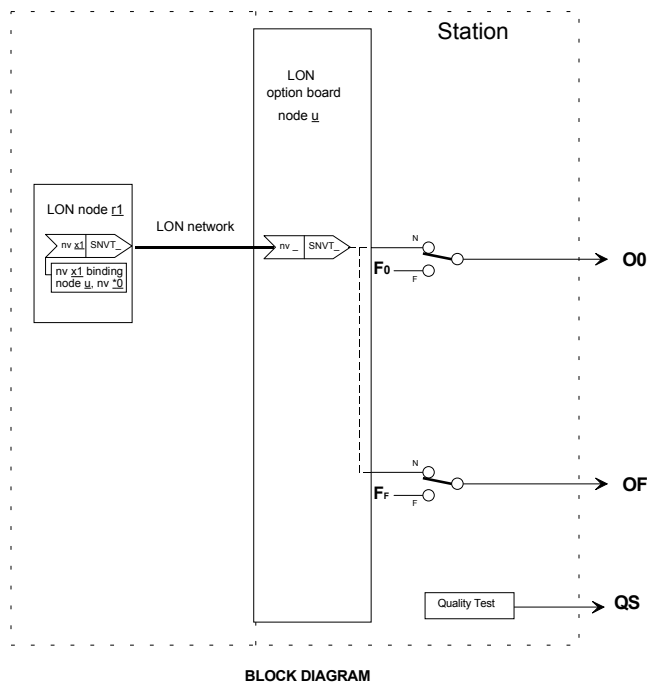 Station
LON
option board
node u
LON node r1
LON network
nv x1 SNVT_
nv x1 binding
node u, nv *0
nv _ SNVT_
N
F0
F
O0
N
FF
F
OF
Quality Test
QS
BLOCK DIAGRAM